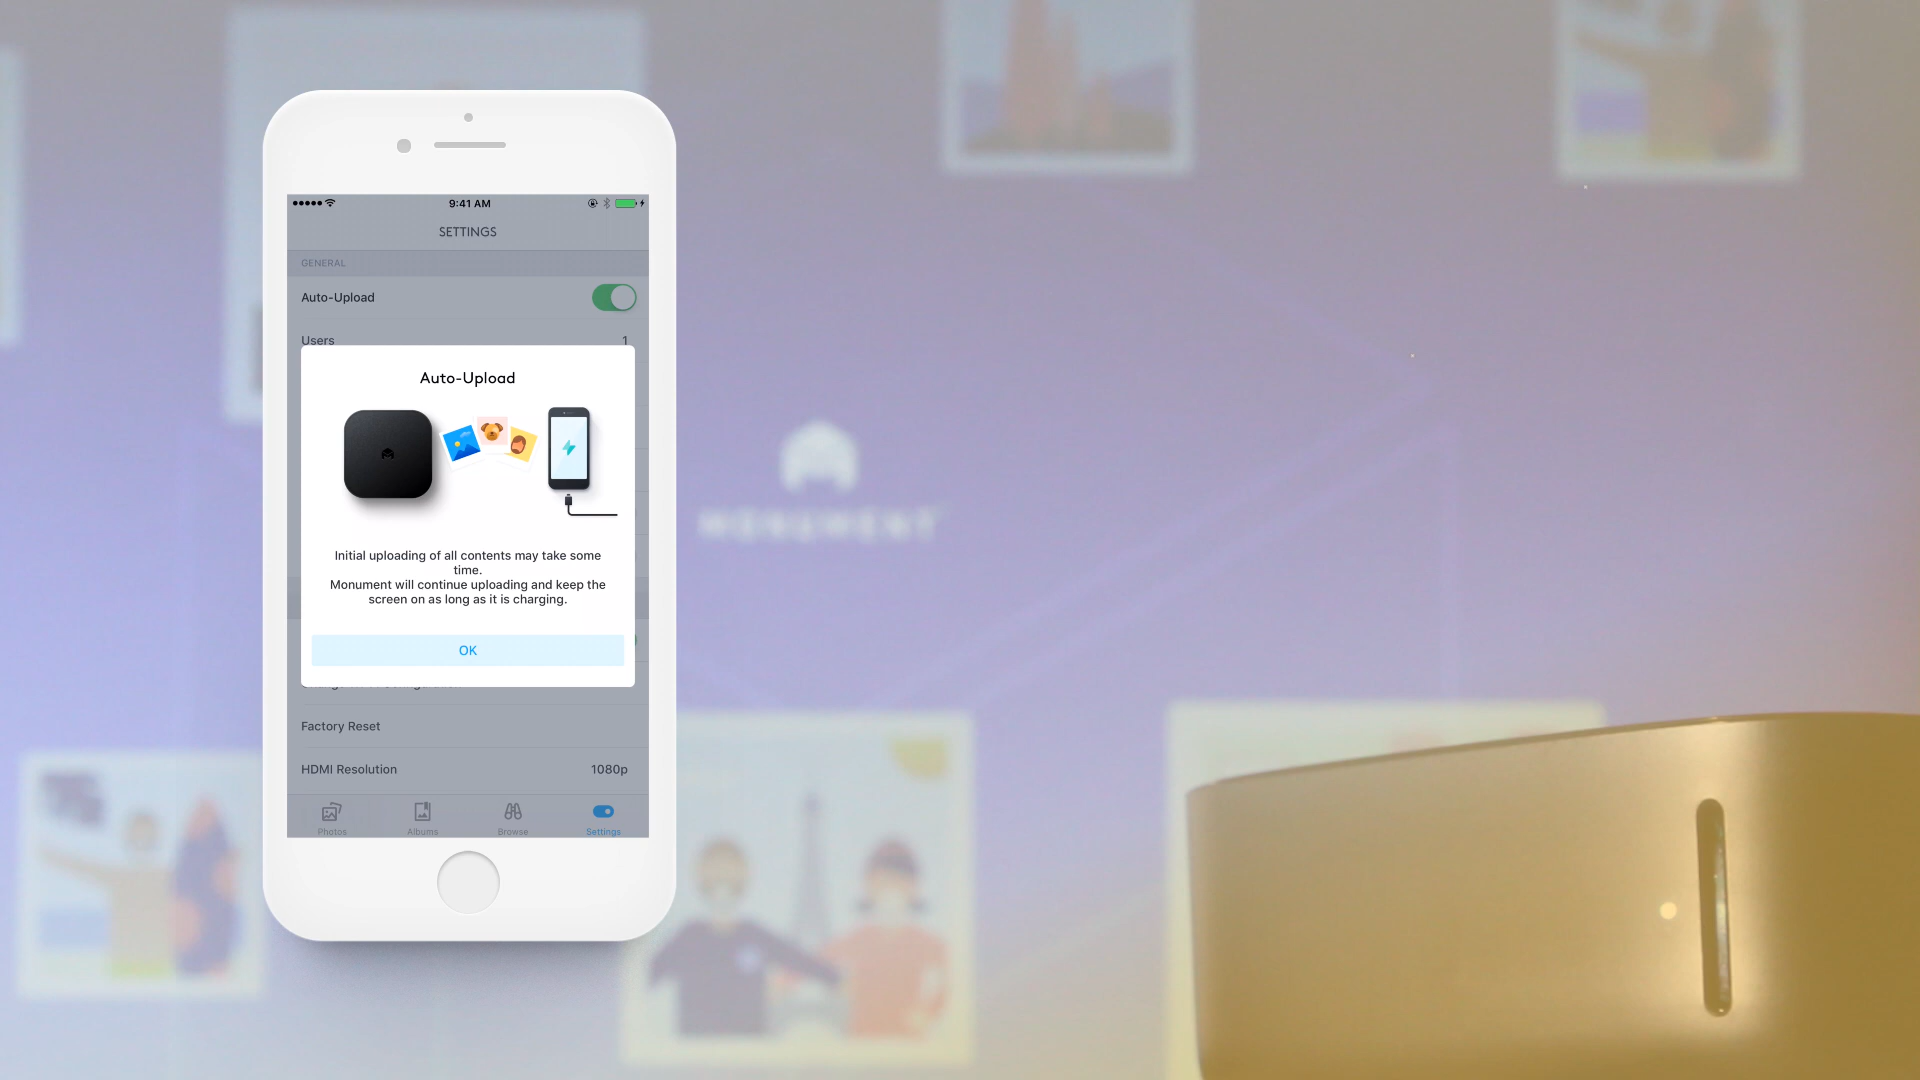 9:41 AM
SETTINGS
GENERAL
Auto-Upload
Users 1
Auto-Upload
Initial uploading of all contents may take some
time.
Monument will continue uploading and keep the
screen on as long as it is charging.
OK
Factory Reset
HDMI Resolution 1080p
Photos Albums Browse Settings
MONUMENT